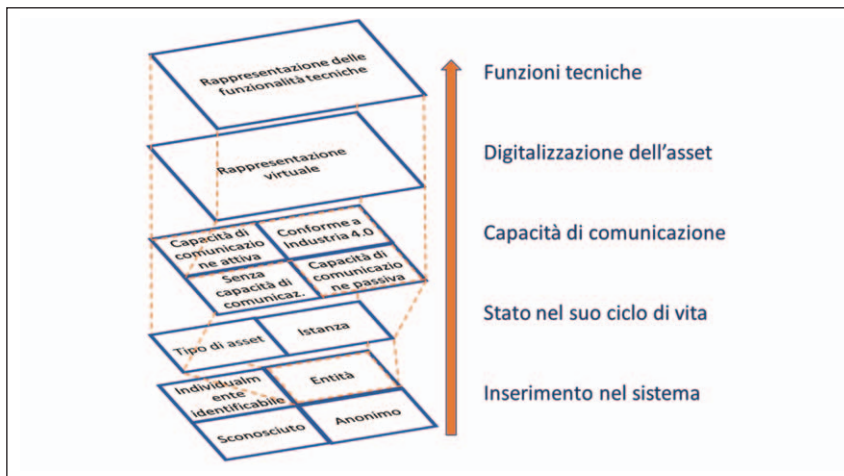 Rappresentazione delle
funzionalità tecniche
Funzioni tecniche
Rappresentazione
virtuale
Digitalizzazione dell'asset
Capacità di
comunicazio
ne attiva
Conforme a
Industria 4.0
Senza
capacità di
comunicaz.
Capacità di
comunicazio
ne passiva
Capacità di comunicazione
Tipo di asset
Istanza
Stato nel suo ciclo di vita
Individualm
ente
identificabile
Entità
Sconosciuto
Anonimo
Inserimento nel sistema